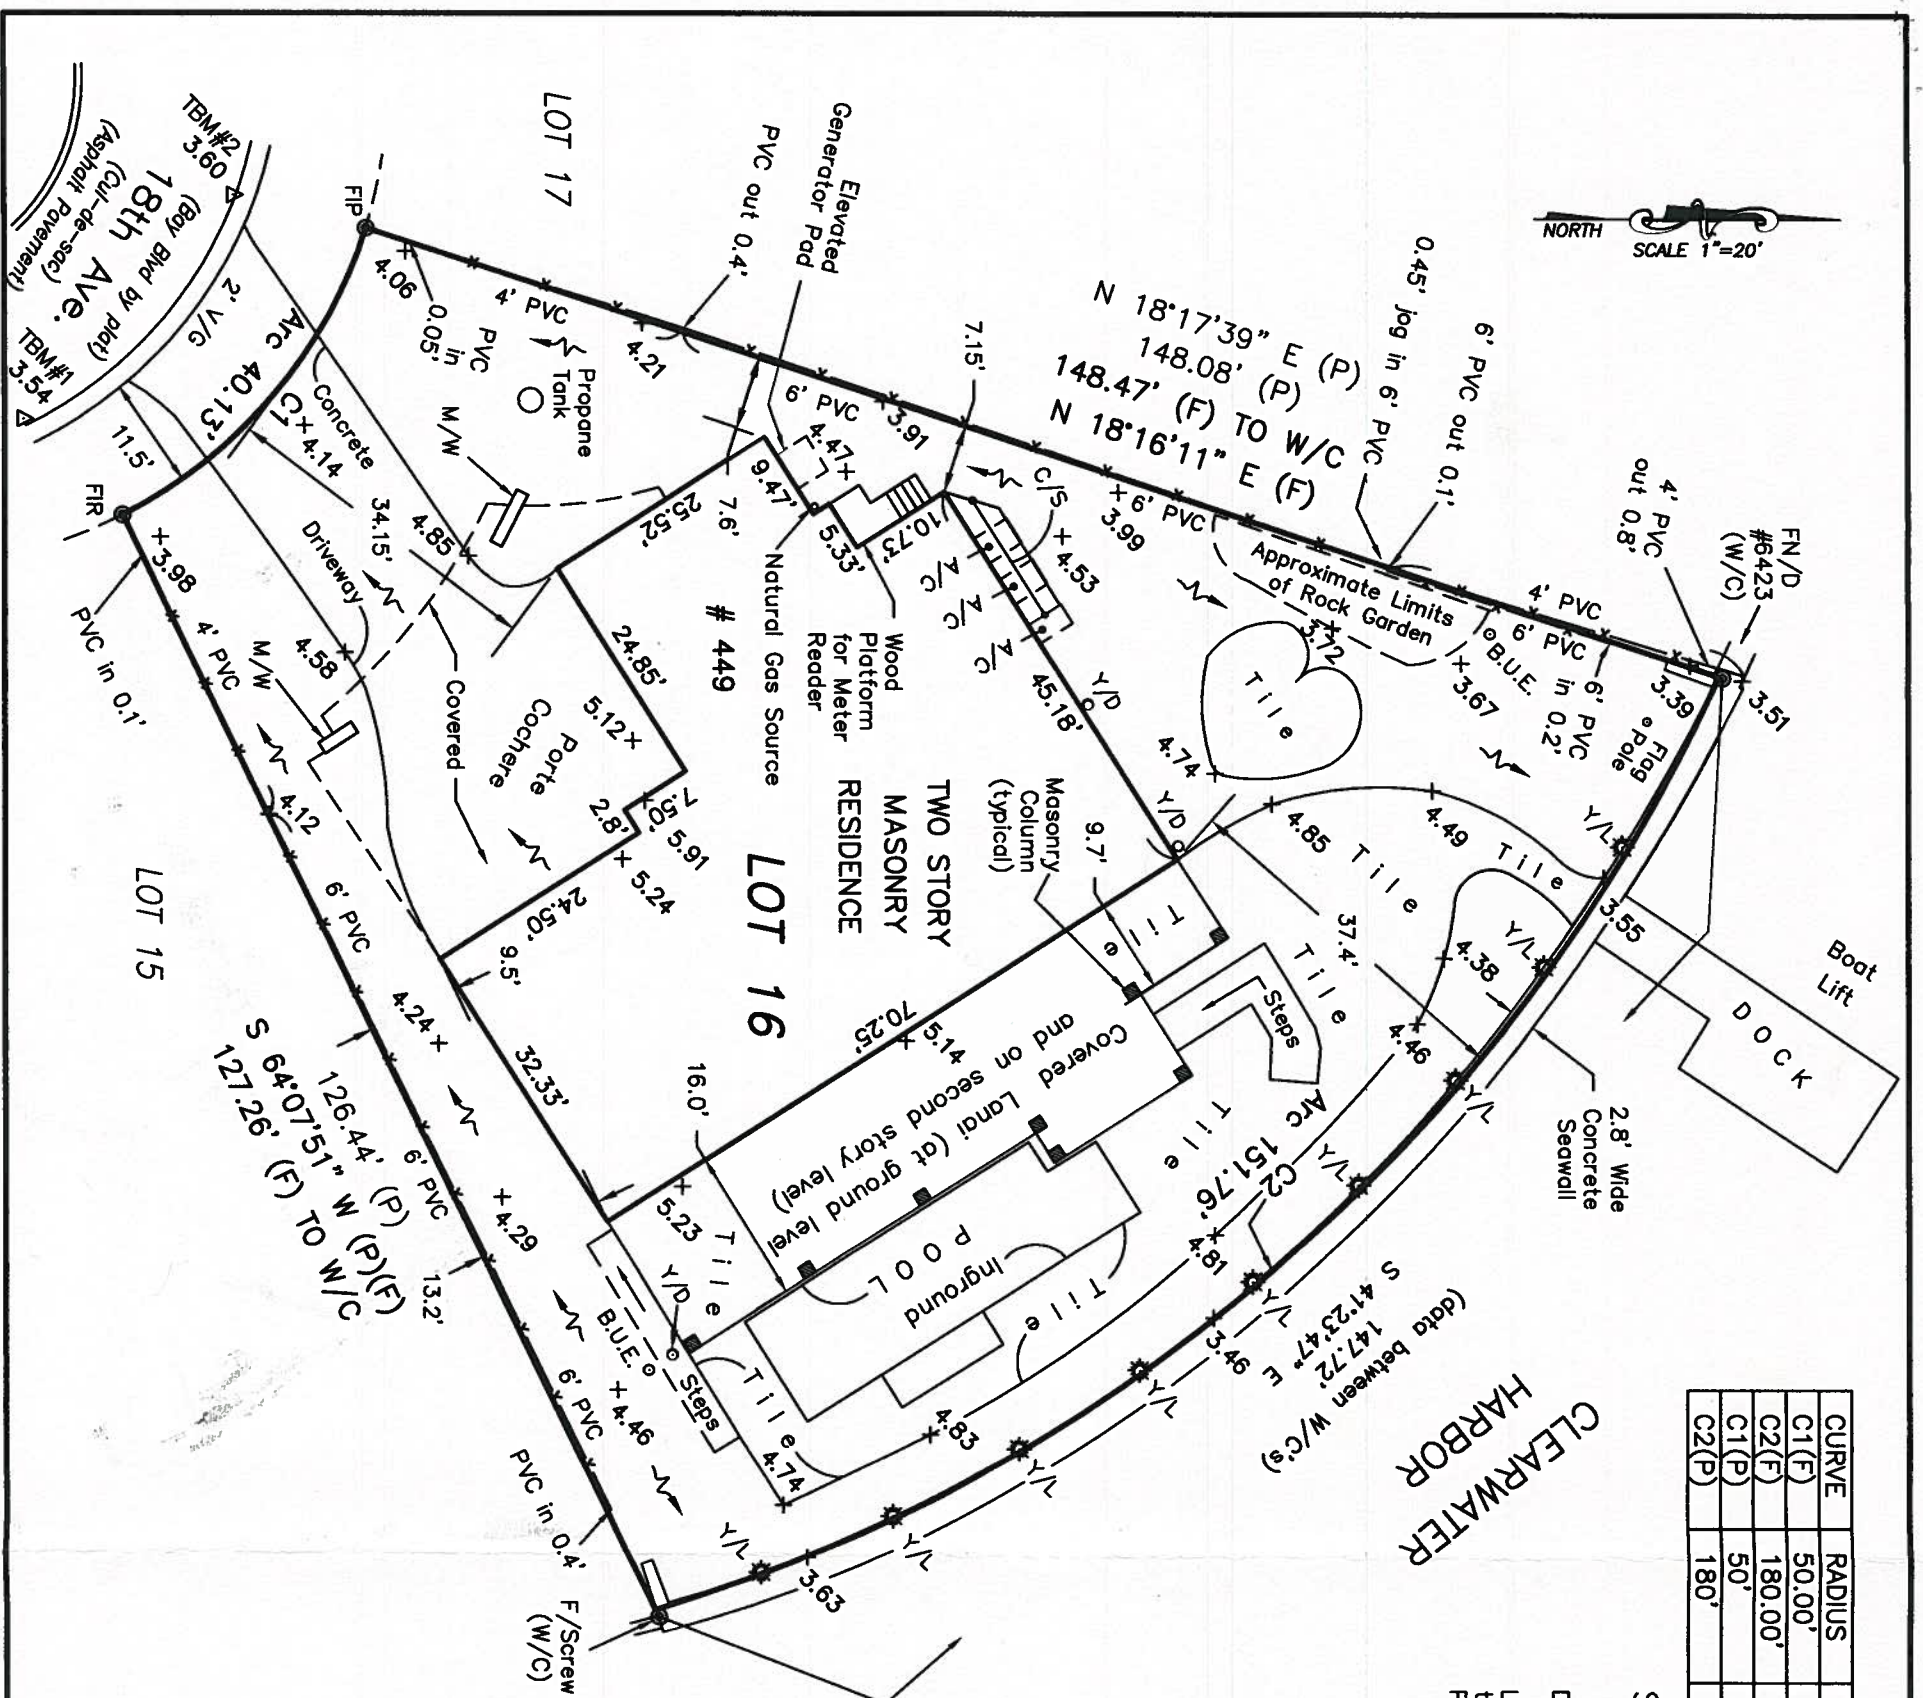 NORTH
SCALE 1"=20'
LOT 17
TBM#2
3.60
18th Ave.
(Bay Blvd by plat)
(Cul-de-sac)
(Asphalt Pavement)
TBM#1
3.54
2' V/G
11.5'
FIP
FIR
Arc 40.13'
C1
+4.14
Concrete
34.15'
Driveway
4.06
PVC in
0.05'
4' PVC
4.21
PVC out 0.4'
Elevated
Generator Pad
Propane
Tank
M/W
6' PVC
3.91
4.47+
7.6'
7.15'
9.47'
25.52'
5.33'
10.73'
C/S
+4.53
A/C
A/C
A/C
45.18'
Y/D
Y/D
4.85
4.58
M/W
Covered
Porte
Cochere
24.85'
5.12+
7.50'
2.8'
5.91
+5.24
24.50'
9.5'
# 449
Natural Gas Source
Wood
Platform
for Meter
Reader
TWO STORY
MASONRY
RESIDENCE
LOT 16
N 18°17'39" E (P)
148.08' (P)
148.47' (F) TO W/C
N 18°16'11" E (F)
0.45' jog in 6' PVC
6' PVC out 0.1'
+3.99
6' PVC
Approximate Limits
of Rock Garden
3.72
Tile
4' PVC
6' PVC
B.U.E.
+3.67
6' PVC
in 0.2'
4' PVC
out 0.8'
FN/D
#6423
(W/C)
3.39
3.51
Flag
Pole
4.74
4.85
4.49
Tile
Tile
Y/L
3.55
Y/L
4.38
37.4'
4.46
Y/L
Boat
Lift
DOCK
2.8' Wide
Concrete
Seawall
Masonry
Column
(typical)
9.7'
Tile
Tile
Steps
70.25'
5.14
Covered Lanai (at ground level
and on second story level)
16.0'
5.23
Tile
Y/D
Tile
Arc 151.76'
C2
4.81
Y/L
Y/L
3.46
Inground
POOL
Tile
Tile
4.83
4.74
Y/L
Y/L
Y/L
Y/L
3.63
S 41°23'47" E
147.72'
(data between W/C's)
CLEARWATER
HARBOR
32.33'
B.U.E.
Steps
+4.46
+4.29
4.24+
4.12
+3.98
PVC in 0.1'
4' PVC
6' PVC
6' PVC
6' PVC
13.2'
PVC in 0.4'
F/Screw
(W/C)
LOT 15
S 64°07'51" W (P)(F)
126.44' (P)
127.26' (F) TO W/C
CURVE RADIUS
C1(F) 50.00'
C2(F) 180.00'
C1(P) 50'
C2(P) 180'